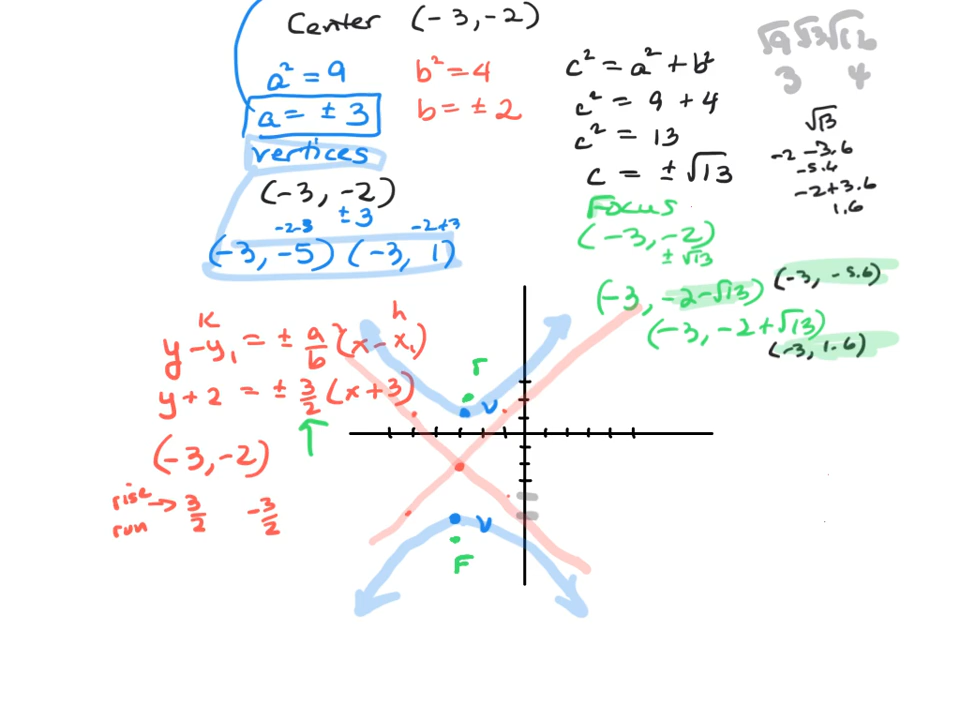 Center (-3,-2)
a² = 9
a = ± 3
vertices
(-3, -2)
± 3
-2-3 -2+3
(-3, -5) (-3, 1)
b² = 4
b = ± 2
c² = a² + b²
c² = 9 + 4
c² = 13
c = ± √13
√9 √13 √16
3 4
√13
-2 -3.6
-5.6
-2+3.6
1.6
Focus
(-3, -2)
± √13
(-3, -2-√13) (-3, -5.6)
(-3, -2+√13)
(-3, 1.6)
k h
y - y₁ = ± a/b (x - x₁)
y + 2 = ± 3/2 (x + 3)
(-3, -2)
rise → 3/2 -3/2
run
F
V
V
F